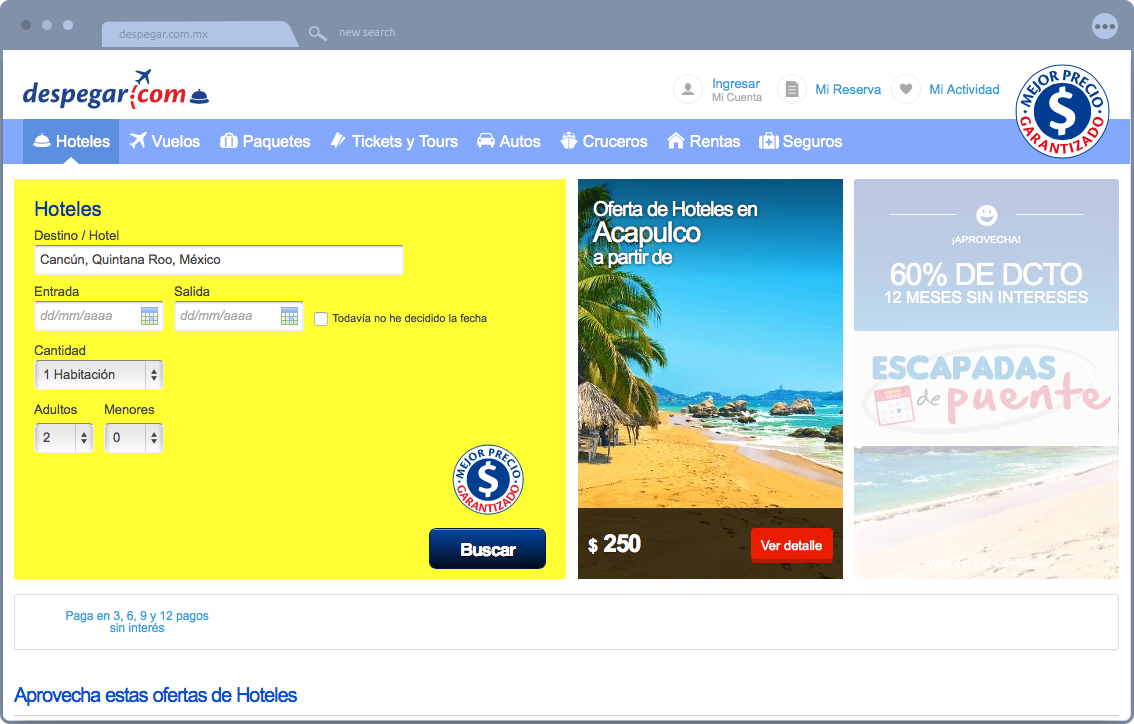 despegar.com.mx
new search
despegar.com
Ingresar
Mi Cuenta
Mi Reserva
Mi Actividad
MEJOR PRECIO
$
GARANTIZADO
Hoteles
Vuelos
Paquetes
Tickets y Tours
Autos
Cruceros
Rentas
Seguros
Hoteles
Destino / Hotel
Cancún, Quintana Roo, México
Entrada
Salida
dd/mm/aaaa
dd/mm/aaaa
Todavía no he decidido la fecha
Cantidad
1 Habitación
Adultos
Menores
2
0
MEJOR PRECIO
$
GARANTIZADO
Buscar
Oferta de Hoteles en
Acapulco
a partir de
$ 250
Ver detalle
¡APROVECHA!
60% DE DCTO
12 MESES SIN INTERESES
ESCAPADAS
de puente
Paga en 3, 6, 9 y 12 pagos
sin interés
Aprovecha estas ofertas de Hoteles